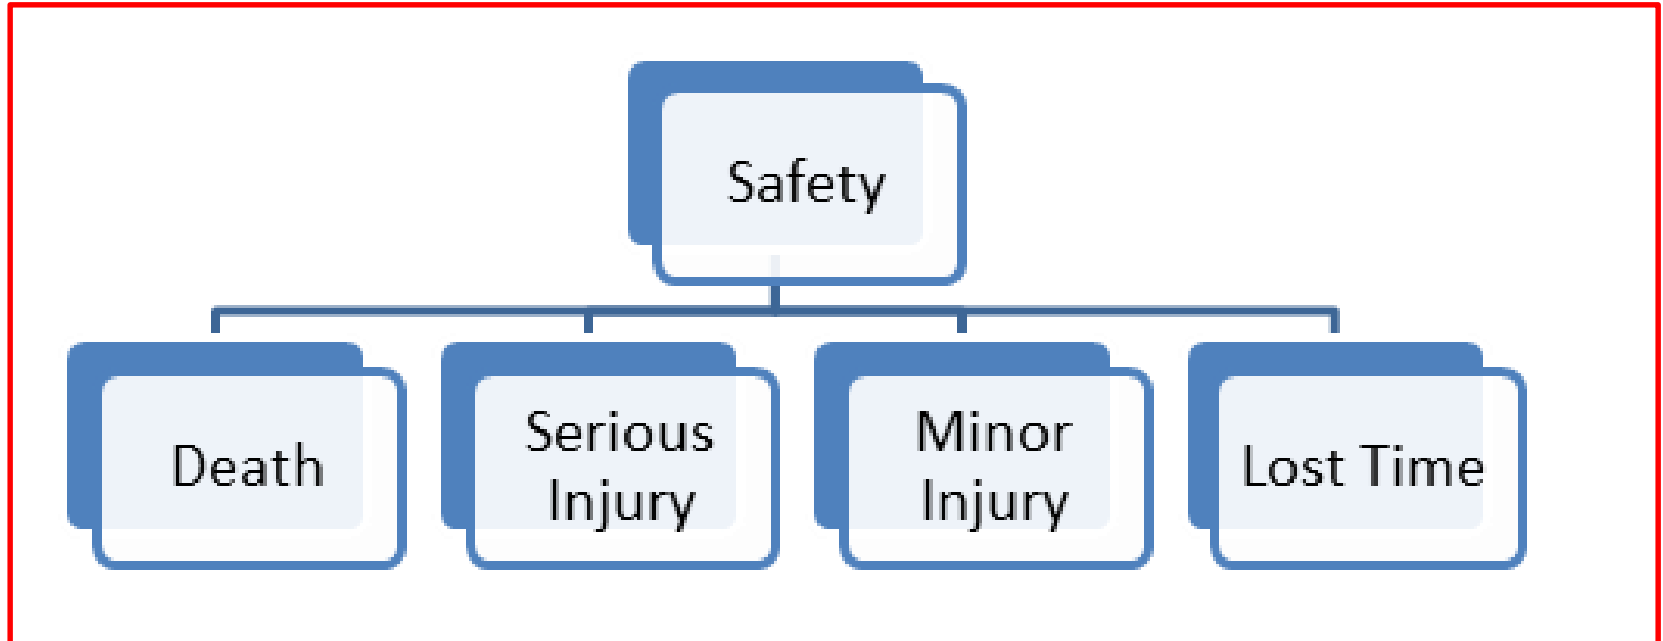 Safety
Death
Serious
Injury
Minor
Injury
Lost Time